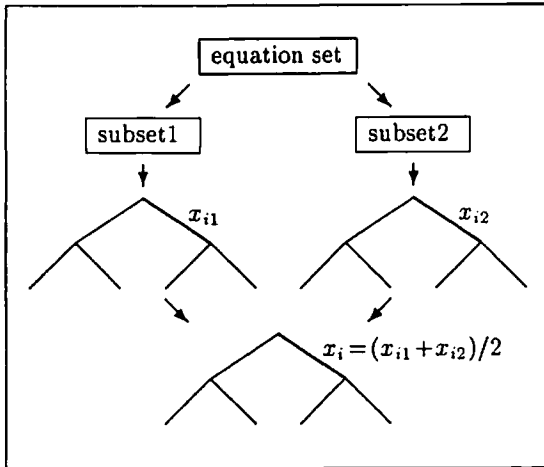 equation set
subset1 subset2
x_{i1} x_{i2}
x_i = (x_{i1} + x_{i2})/2